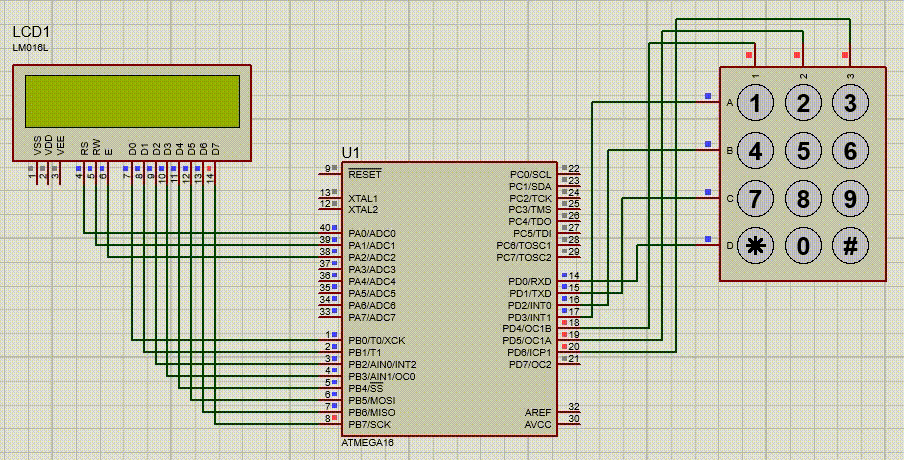 LCD1
LM016L
VSS
VDD
VEE
RS
RW
E
D0
D1
D2
D3
D4
D5
D6
D7
1
2
3
4
5
6
7
8
9
10
11
12
13
14
U1
9 RESET
13 XTAL1
12 XTAL2
40 PA0/ADC0
39 PA1/ADC1
38 PA2/ADC2
37 PA3/ADC3
36 PA4/ADC4
35 PA5/ADC5
34 PA6/ADC6
33 PA7/ADC7
1 PB0/T0/XCK
2 PB1/T1
3 PB2/AIN0/INT2
4 PB3/AIN1/OC0
5 PB4/SS
6 PB5/MOSI
7 PB6/MISO
8 PB7/SCK
PC0/SCL 22
PC1/SDA 23
PC2/TCK 24
PC3/TMS 25
PC4/TDO 26
PC5/TDI 27
PC6/TOSC1 28
PC7/TOSC2 29
PD0/RXD 14
PD1/TXD 15
PD2/INT0 16
PD3/INT1 17
PD4/OC1B 18
PD5/OC1A 19
PD6/ICP1 20
PD7/OC2 21
AREF 32
AVCC 30
ATMEGA16
1 2 3
A 1 2 3
B 4 5 6
C 7 8 9
D * 0 #